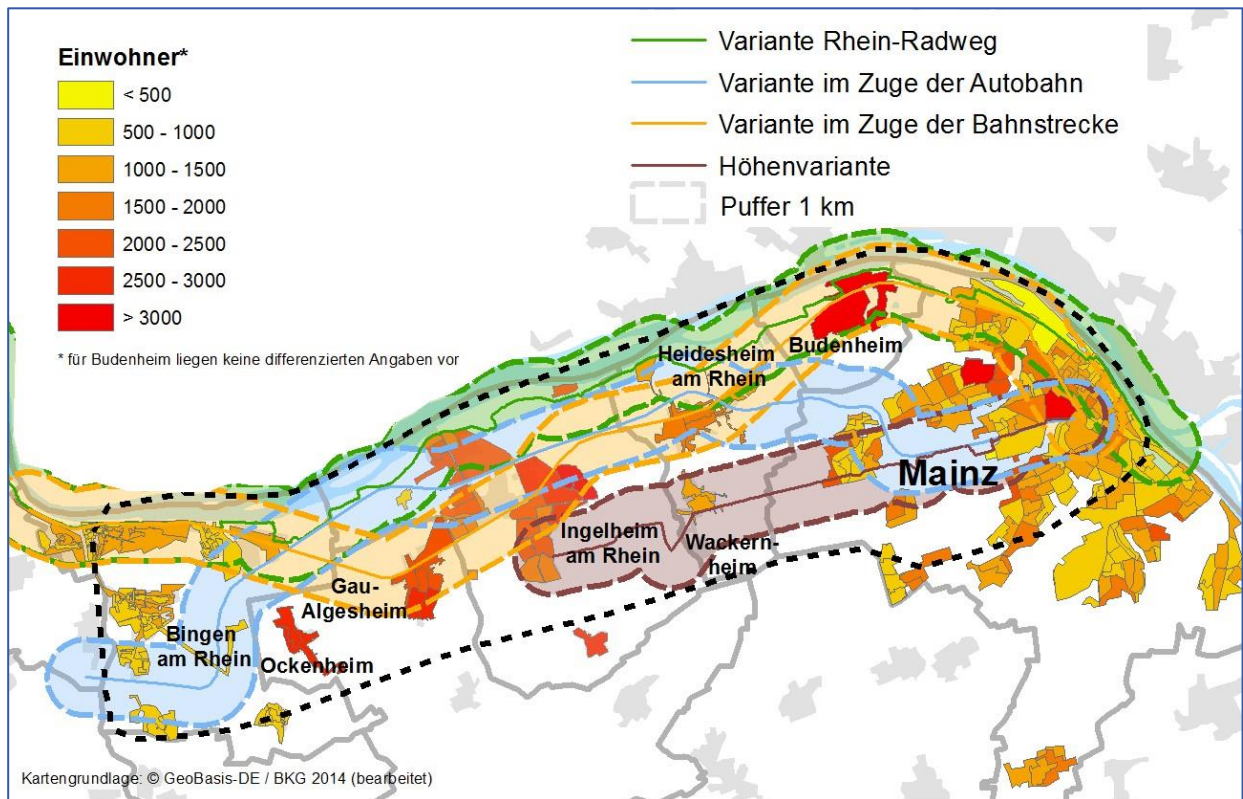 Einwohner*
< 500
500 - 1000
1000 - 1500
1500 - 2000
2000 - 2500
2500 - 3000
> 3000
* für Budenheim liegen keine differenzierten Angaben vor
Variante Rhein-Radweg
Variante im Zuge der Autobahn
Variante im Zuge der Bahnstrecke
Höhenvariante
Puffer 1 km
Heidesheim
am Rhein
Budenheim
Mainz
Ingelheim
am Rhein
Wackern-
heim
Gau-
Algesheim
Bingen
am Rhein
Ockenheim
Kartengrundlage: © GeoBasis-DE / BKG 2014 (bearbeitet)